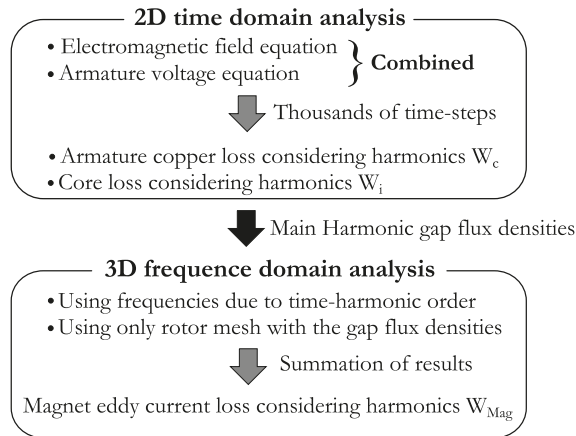 2D time domain analysis
• Electromagnetic field equation
• Armature voltage equation
} Combined
Thousands of time-steps
• Armature copper loss considering harmonics W_c
• Core loss considering harmonics W_i
Main Harmonic gap flux densities
3D frequence domain analysis
• Using frequencies due to time-harmonic order
• Using only rotor mesh with the gap flux densities
Summation of results
Magnet eddy current loss considering harmonics W_Mag